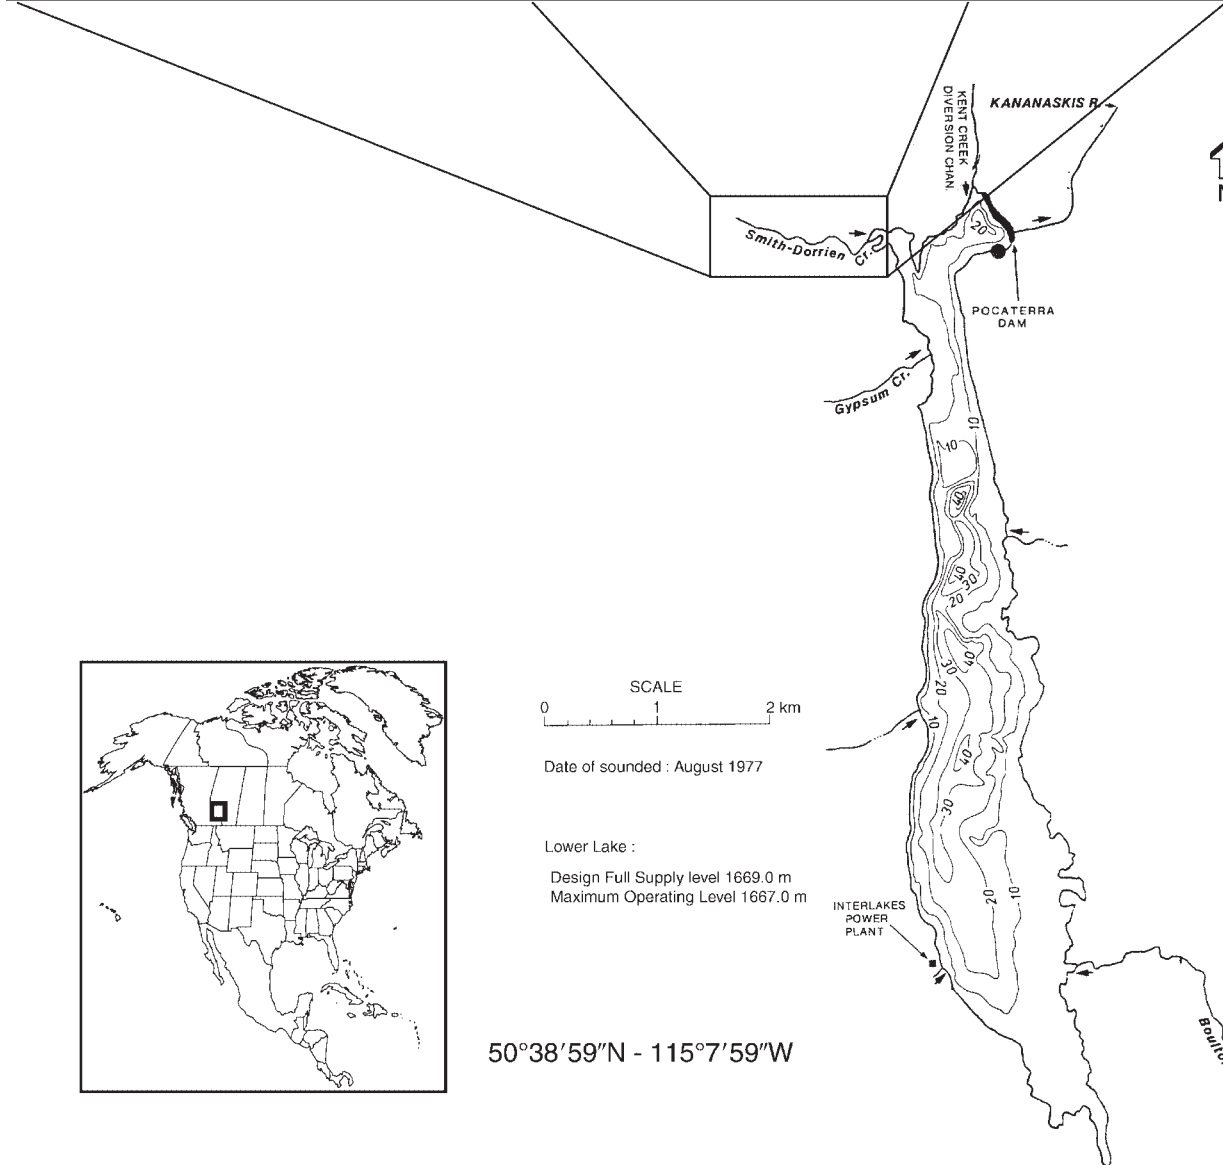 KENT CREEK
DIVERSION CHAN.
KANANASKIS R.
Smith-Dorrien Cr.
20
POCATERRA
DAM
Gypsum Cr.
10
10
40
40
30
20
40
30
20
10
40
30
20
10
SCALE
0 1 2 km
Date of sounded : August 1977
Lower Lake :
Design Full Supply level 1669.0 m
Maximum Operating Level 1667.0 m
INTERLAKES
POWER
PLANT
50°38′59″N - 115°7′59″W